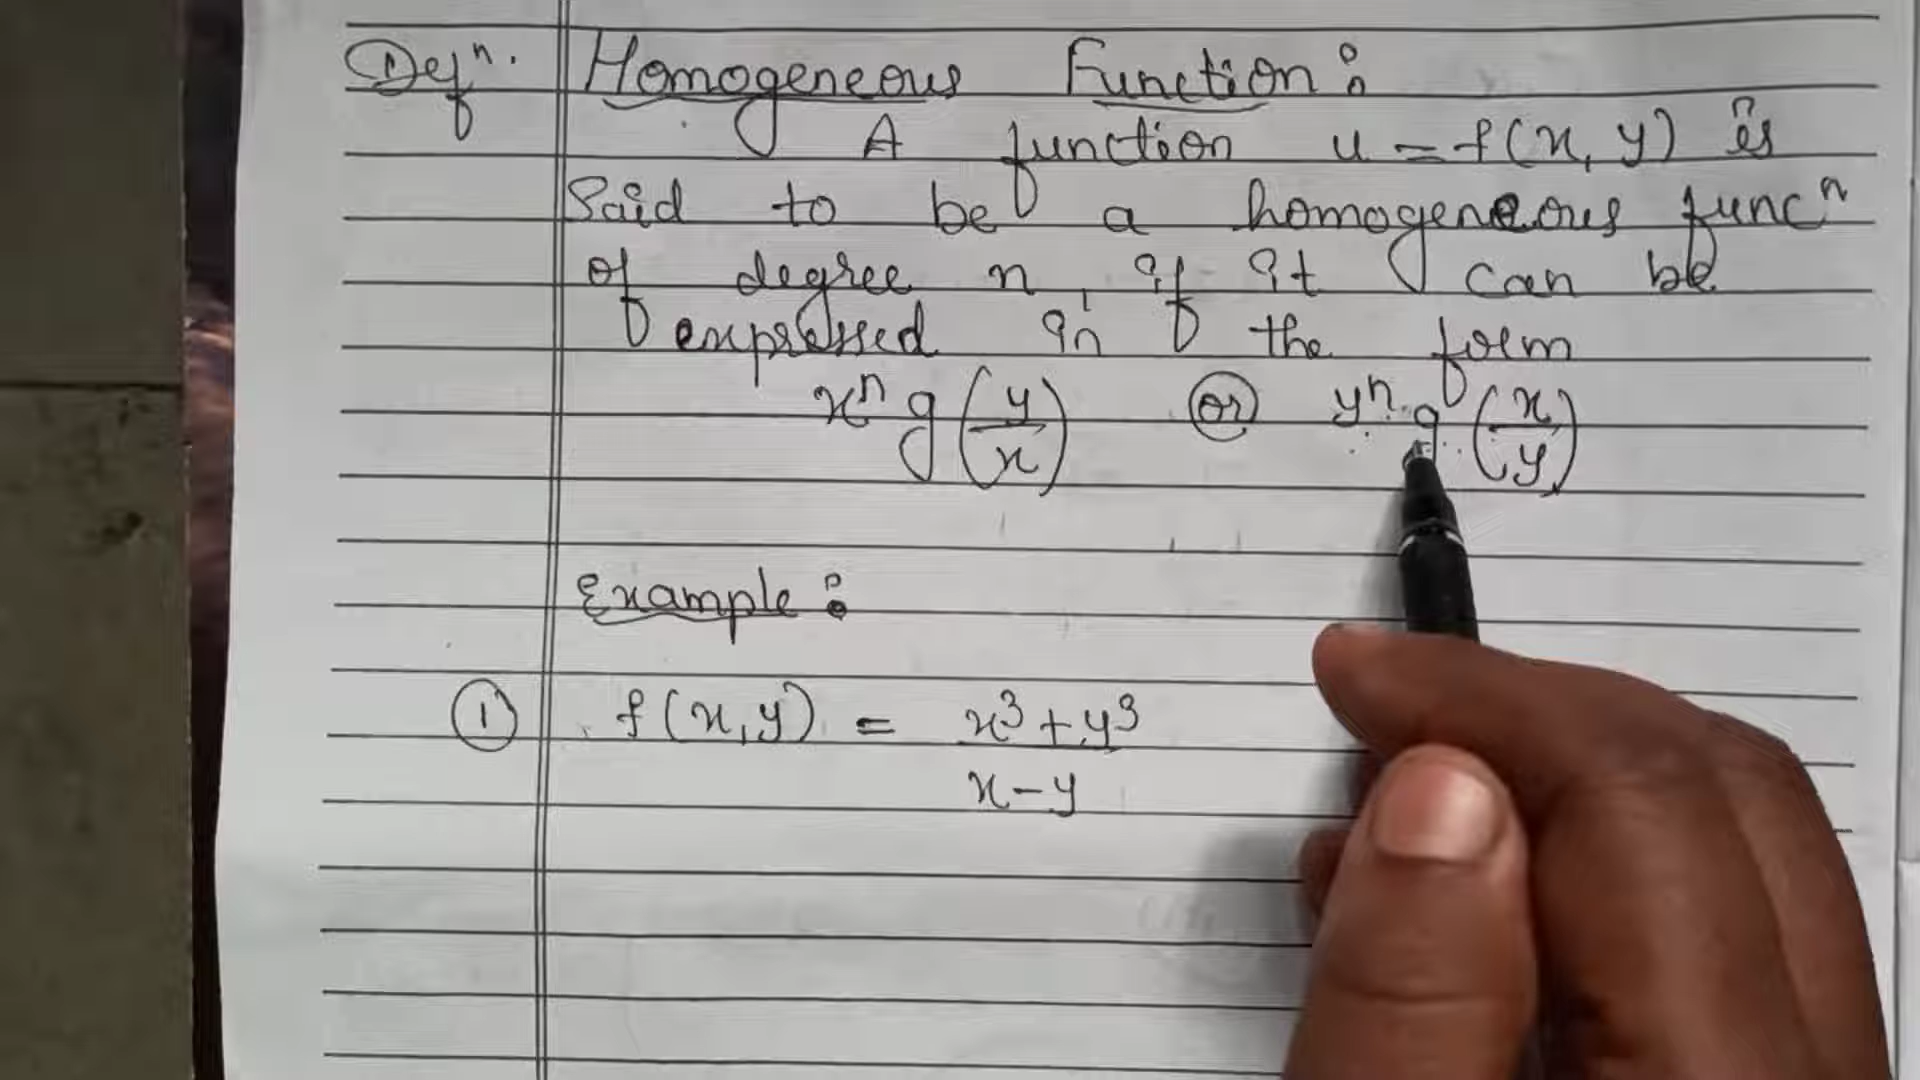 Defⁿ. Homogeneous Function :
A function u = f(x, y) is
Said to be a homogeneous funcⁿ
of degree n, if it can be
expressed in the form
xⁿ g(y/x) or yⁿ g(x/y)
Example :
1 f(x,y) = x³+y³
x-y